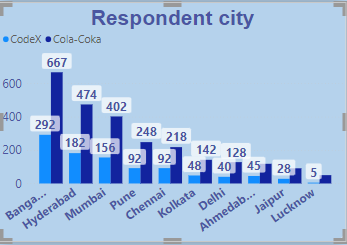 Respondent city
CodeX Cola-Coka
600
400
200
0
667
474
402
292
248
218
182
156
142
128
92
92
48
40
45
28
5
Banga...
Hyderabad
Mumbai
Pune
Chennai
Kolkata
Delhi
Ahmedab...
Jaipur
Lucknow